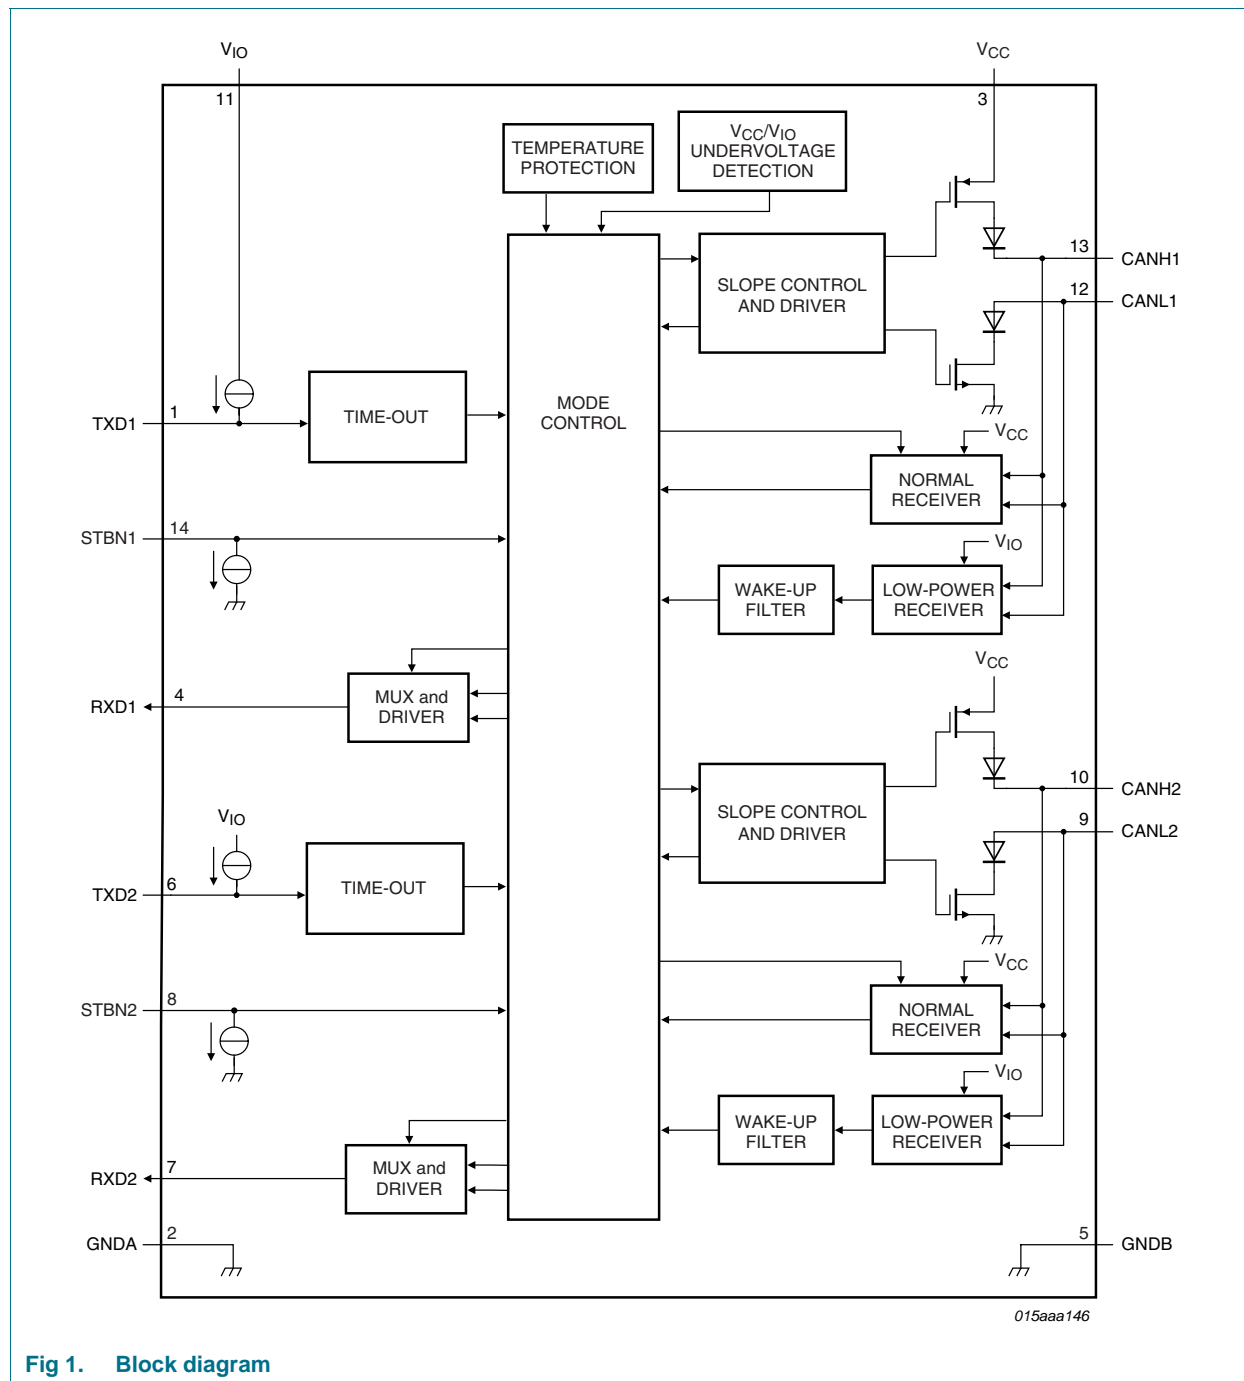 VIO
VCC
11
3
TEMPERATURE
PROTECTION
VCC/VIO
UNDERVOLTAGE
DETECTION
13
CANH1
12
CANL1
SLOPE CONTROL
AND DRIVER
MODE
CONTROL
TXD1
1
TIME-OUT
VCC
NORMAL
RECEIVER
STBN1
14
VIO
WAKE-UP
FILTER
LOW-POWER
RECEIVER
VCC
RXD1
4
MUX and
DRIVER
10
CANH2
9
CANL2
SLOPE CONTROL
AND DRIVER
VIO
TXD2
6
TIME-OUT
VCC
NORMAL
RECEIVER
STBN2
8
VIO
WAKE-UP
FILTER
LOW-POWER
RECEIVER
RXD2
7
MUX and
DRIVER
GNDA
2
5
GNDB
015aaa146
Fig 1. Block diagram